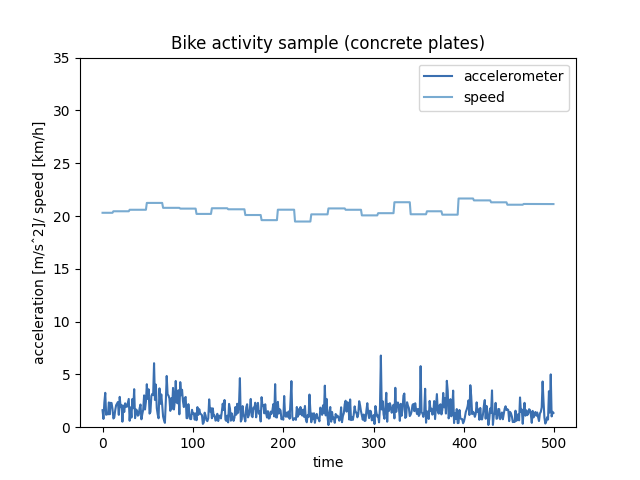 Bike activity sample (concrete plates)
accelerometer
speed
acceleration [m/s^2]/ speed [km/h]
35
30
25
20
15
10
5
0
0 100 200 300 400 500
time